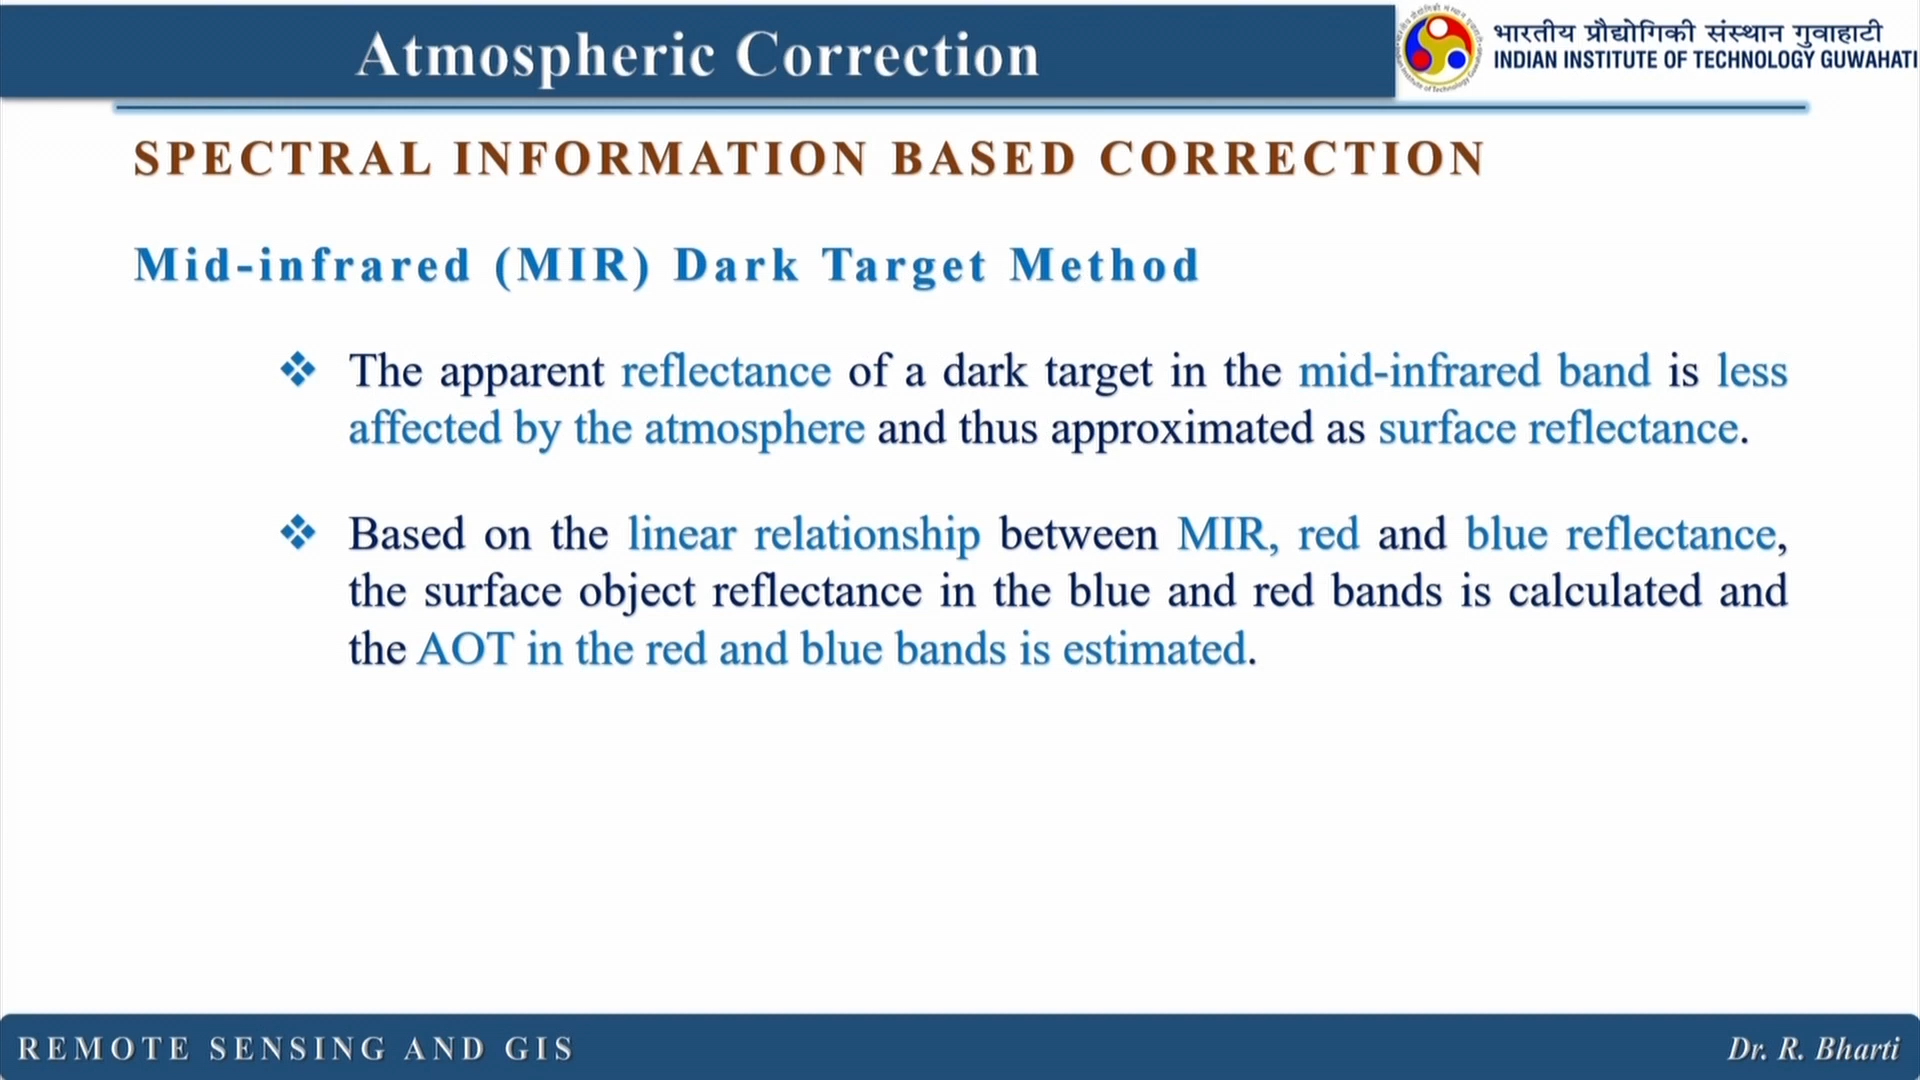 Atmospheric Correction
भारतीय प्रौद्योगिकी संस्थान गुवाहाटी
INDIAN INSTITUTE OF TECHNOLOGY GUWAHATI
SPECTRAL INFORMATION BASED CORRECTION
Mid-infrared (MIR) Dark Target Method
❖ The apparent reflectance of a dark target in the mid-infrared band is less
affected by the atmosphere and thus approximated as surface reflectance.
❖ Based on the linear relationship between MIR, red and blue reflectance,
the surface object reflectance in the blue and red bands is calculated and
the AOT in the red and blue bands is estimated.
REMOTE SENSING AND GIS
Dr. R. Bharti